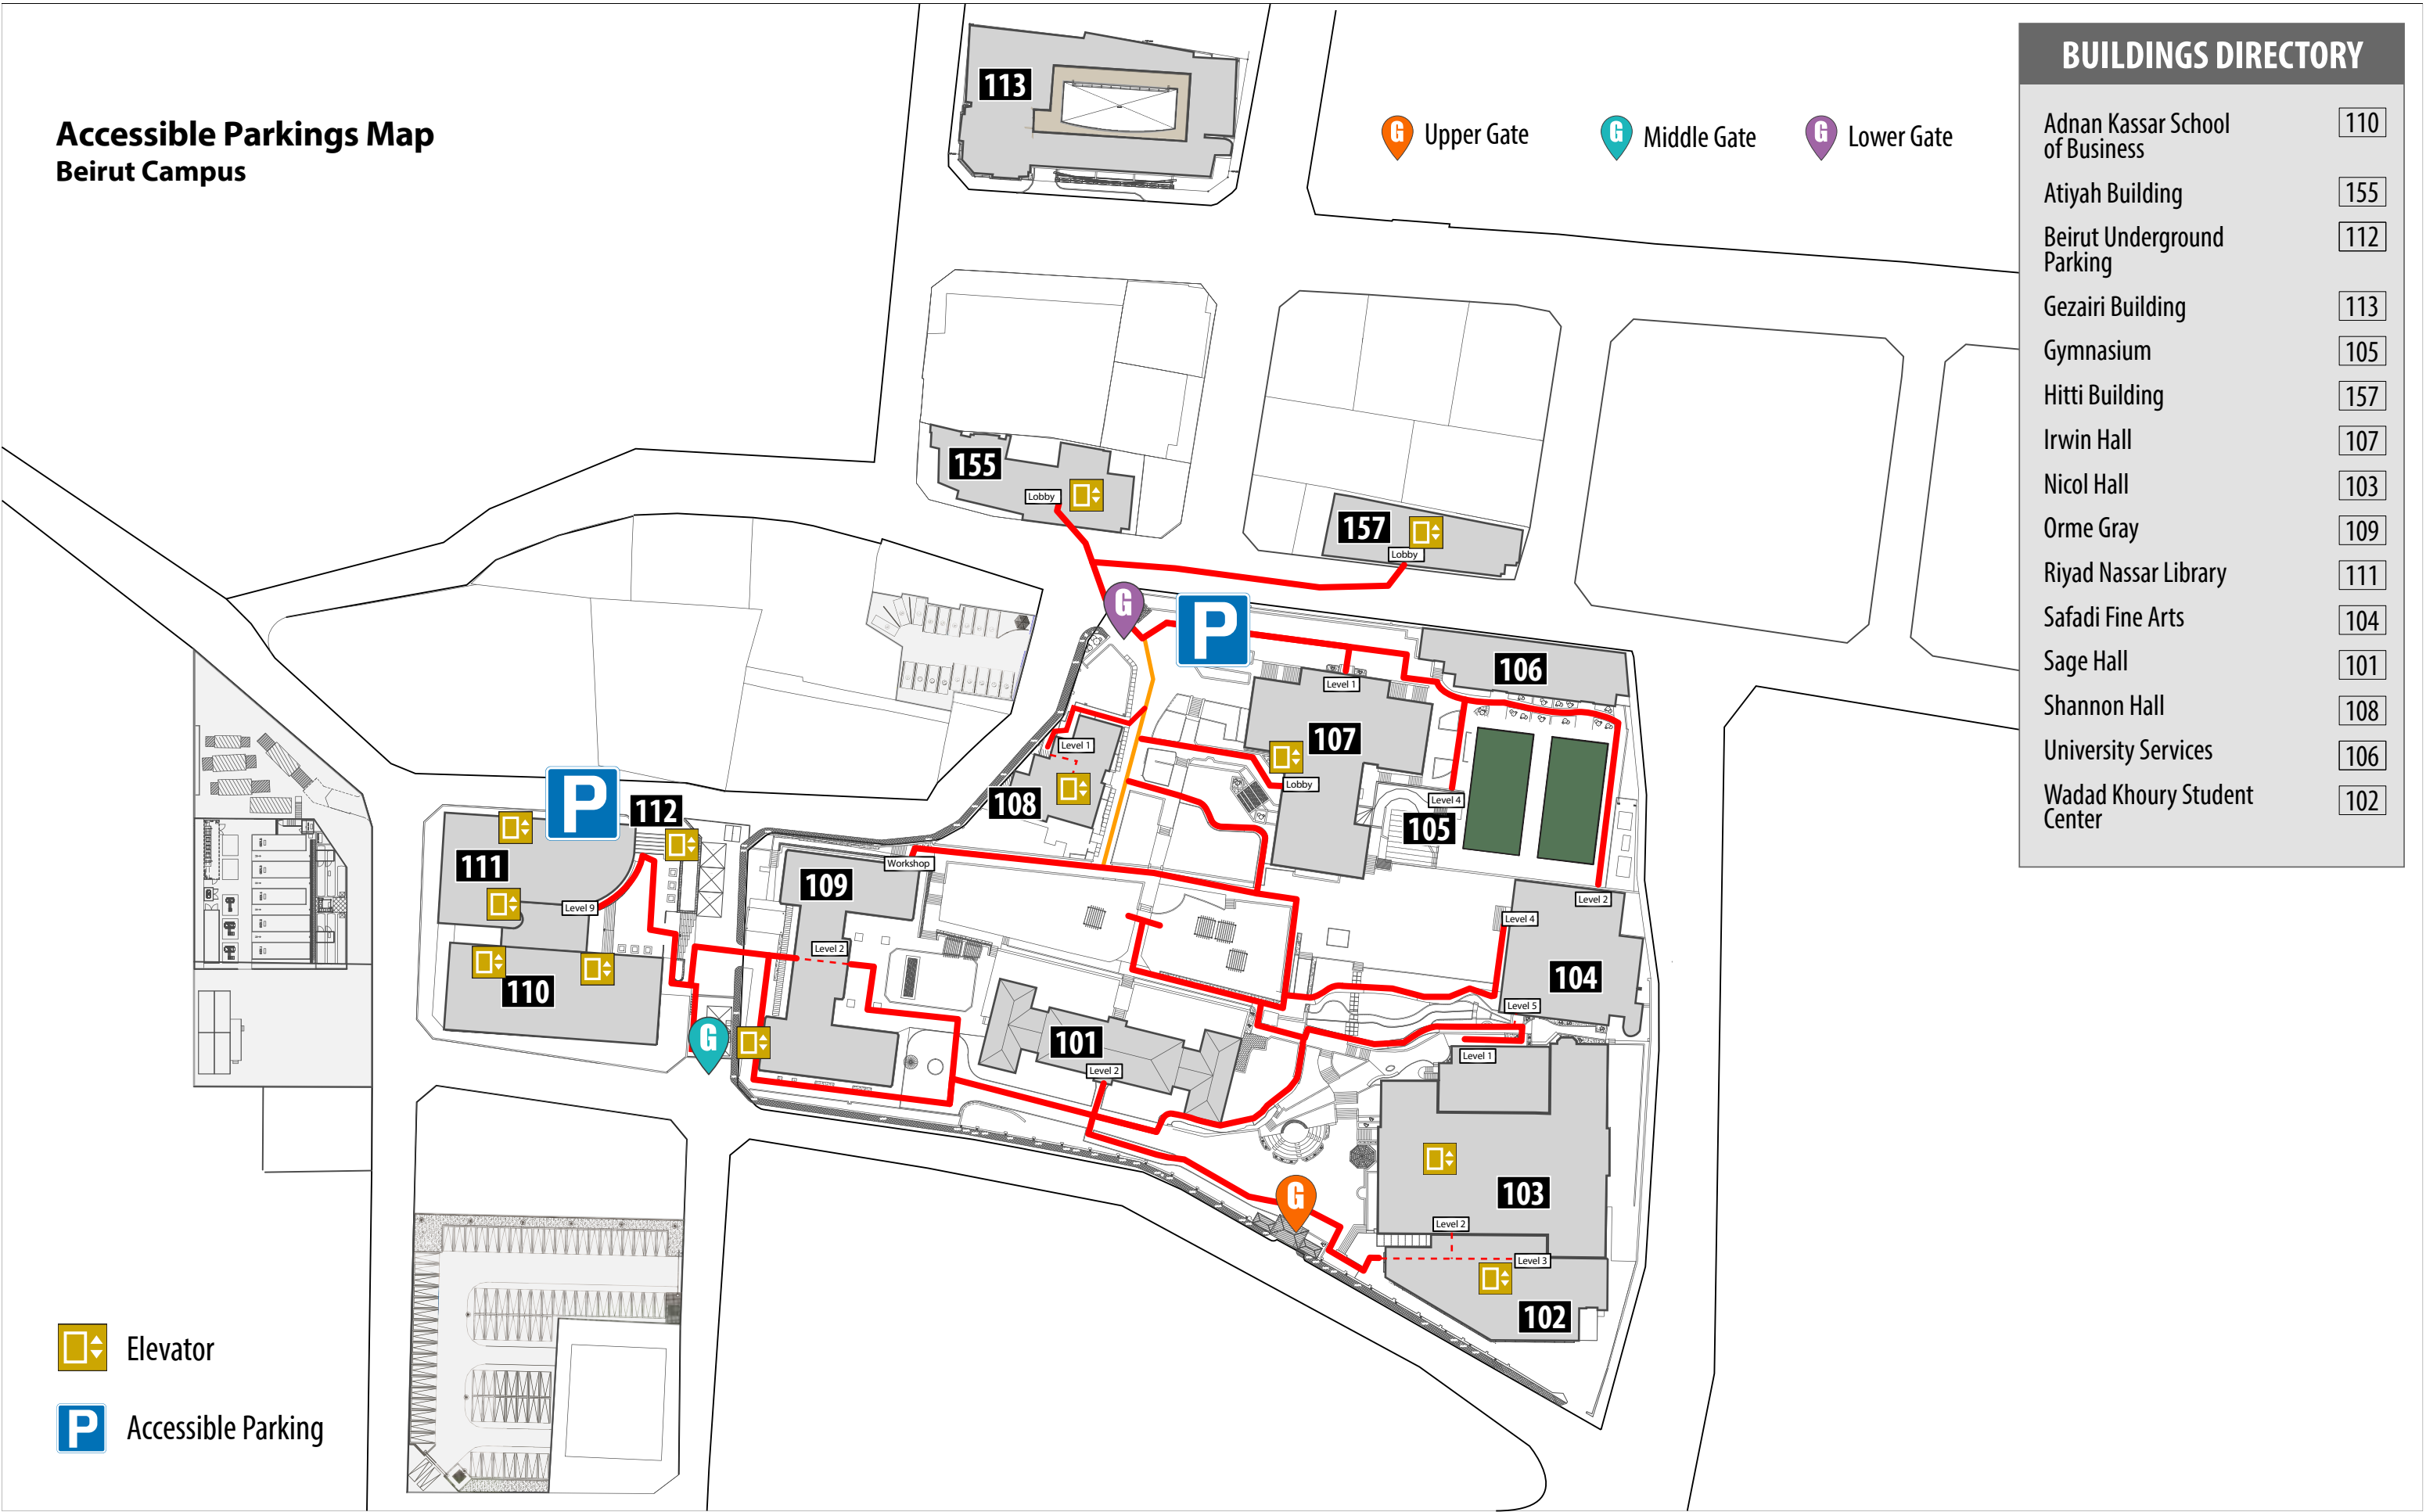 Accessible Parkings Map
Beirut Campus
G Upper Gate
G Middle Gate
G Lower Gate
BUILDINGS DIRECTORY
Adnan Kassar School 110
of Business
Atiyah Building 155
Beirut Underground 112
Parking
Gezairi Building 113
Gymnasium 105
Hitti Building 157
Irwin Hall 107
Nicol Hall 103
Orme Gray 109
Riyad Nassar Library 111
Safadi Fine Arts 104
Sage Hall 101
Shannon Hall 108
University Services 106
Wadad Khoury Student 102
Center
113
155
Lobby
157
Lobby
G
P
106
Level 1
107
Level 1
Lobby
108
P
112
Level 4
105
111
Workshop
109
Level 9
Level 2
Level 4
Level 2
104
110
Level 5
G
101
Level 1
Level 2
103
G
Level 2
Level 3
102
Elevator
P Accessible Parking